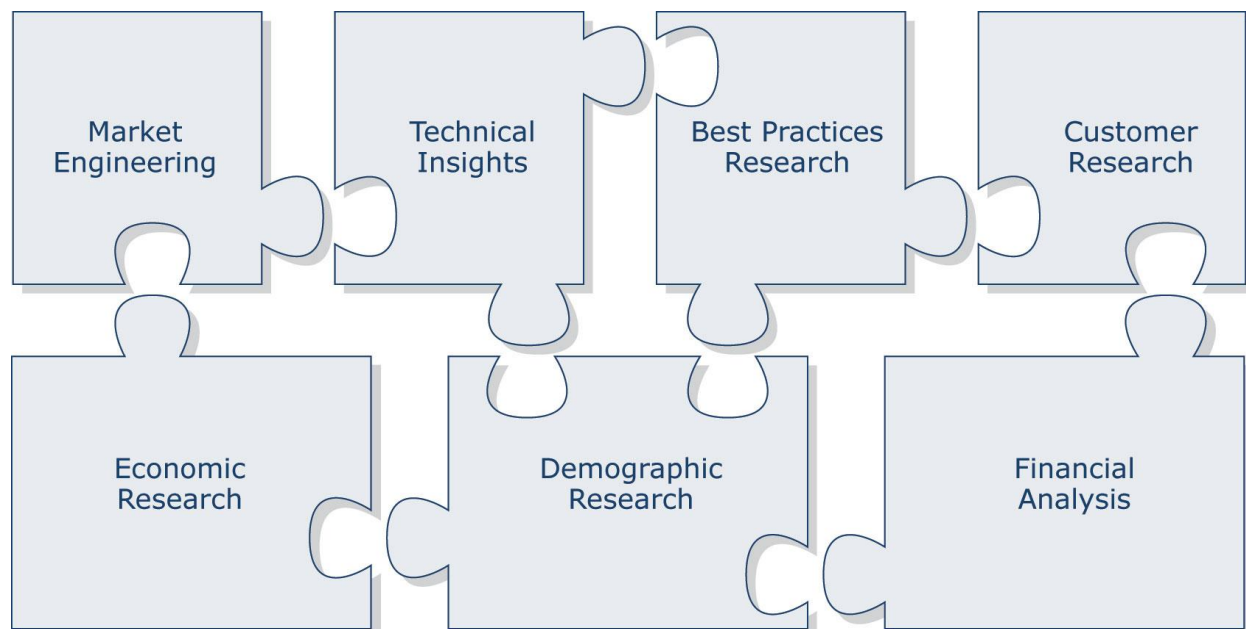 Market
Engineering
Technical
Insights
Best Practices
Research
Customer
Research
Economic
Research
Demographic
Research
Financial
Analysis